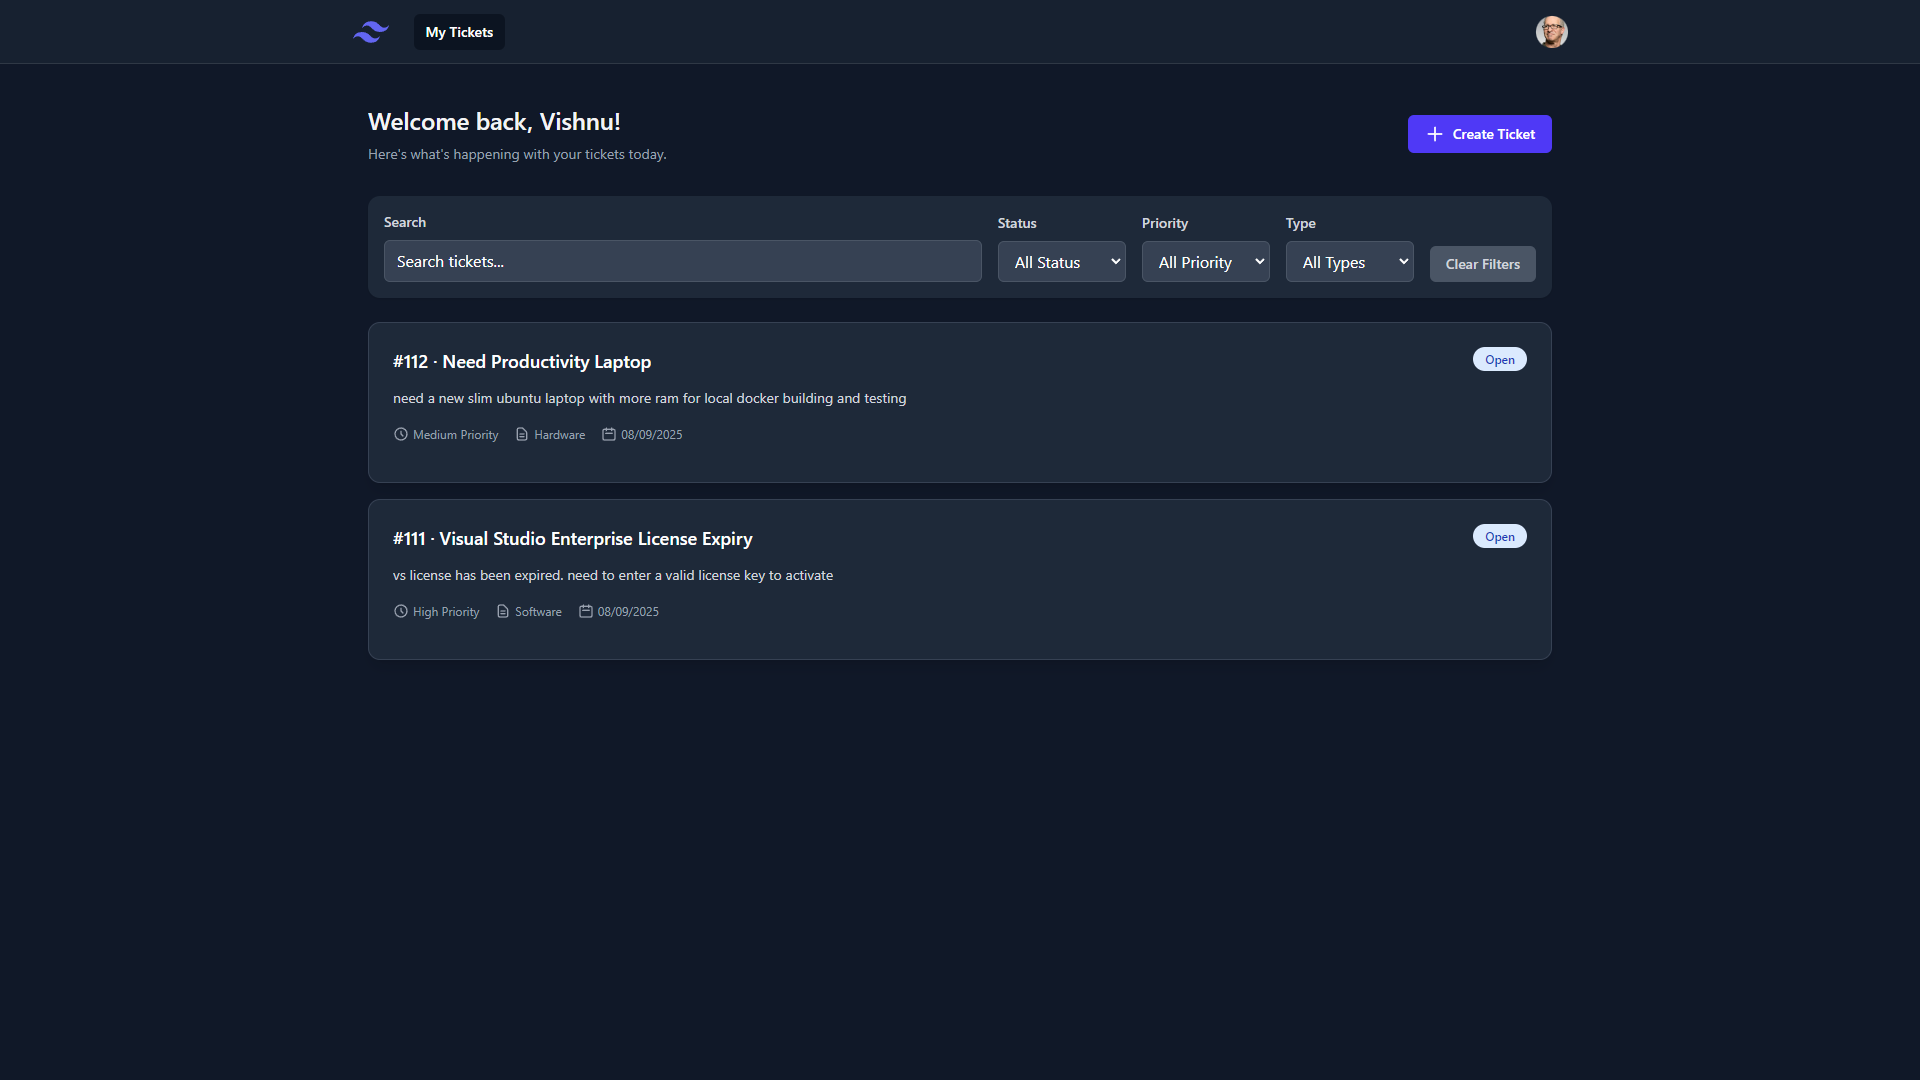 My Tickets
Welcome back, Vishnu!
Here's what's happening with your tickets today.
Create Ticket
Search
Status
Priority
Type
Search tickets...
All Status
All Priority
All Types
Clear Filters
#112 · Need Productivity Laptop
Open
need a new slim ubuntu laptop with more ram for local docker building and testing
Medium Priority
Hardware
08/09/2025
#111 · Visual Studio Enterprise License Expiry
Open
vs license has been expired. need to enter a valid license key to activate
High Priority
Software
08/09/2025